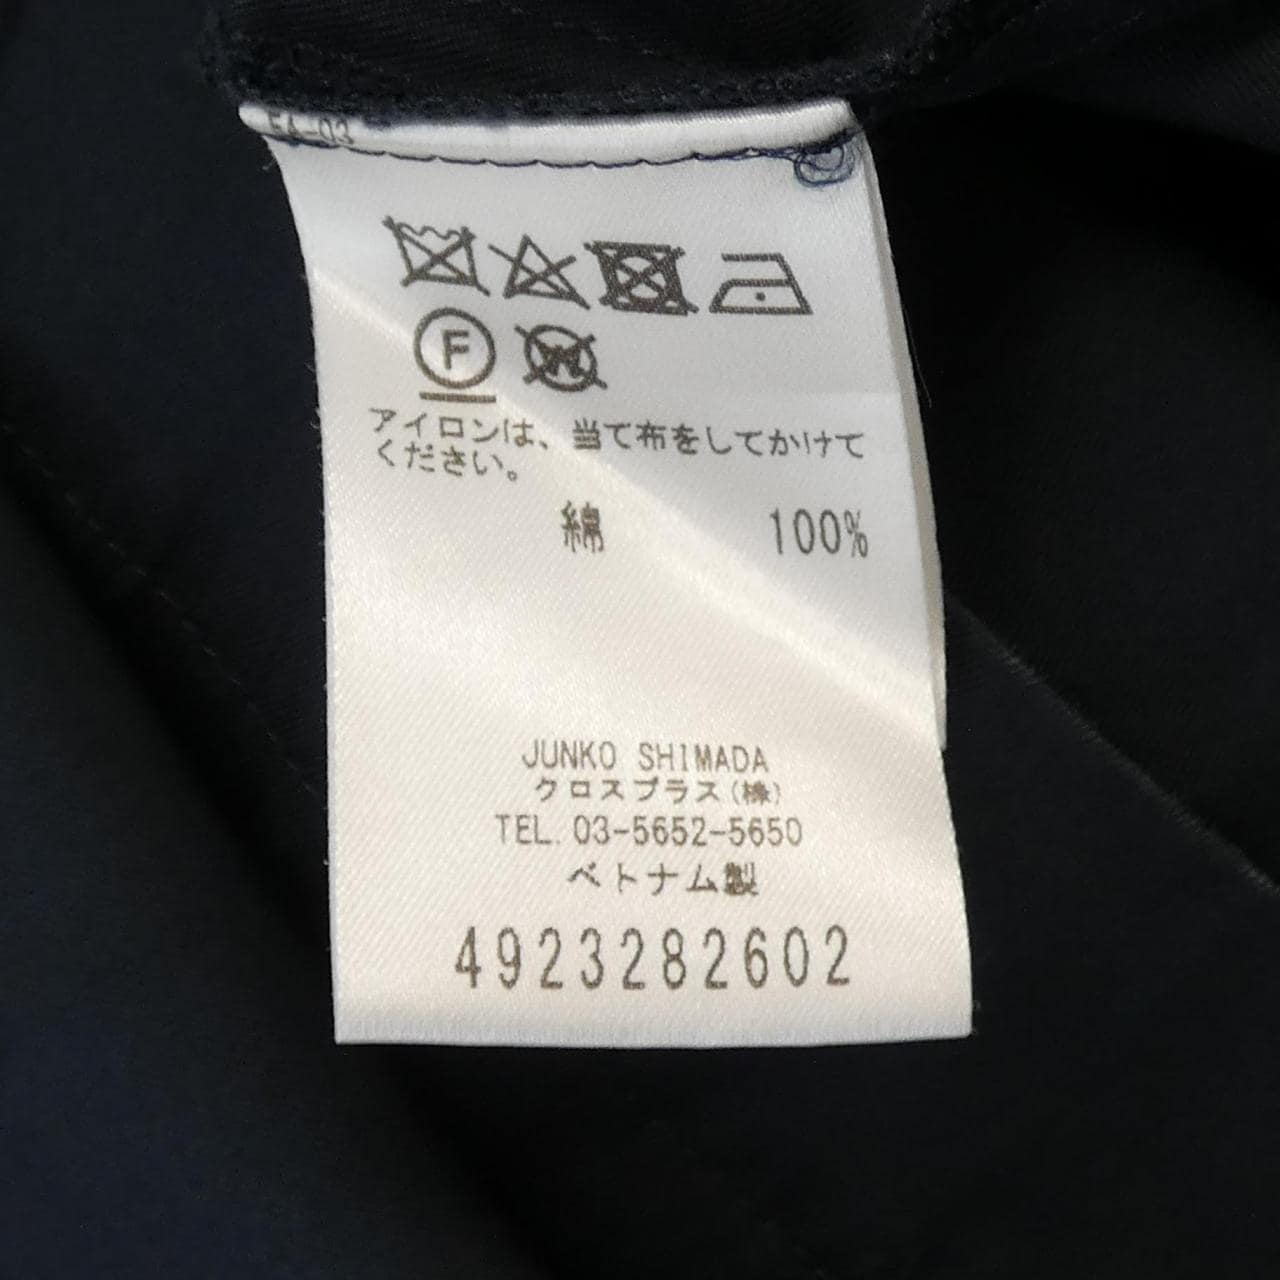 FA-03
F
W
アイロンは、当て布をしてかけて
ください。
綿 100%
JUNKO SHIMADA
クロスプラス(株)
TEL.03-5652-5650
ベトナム製
4923282602